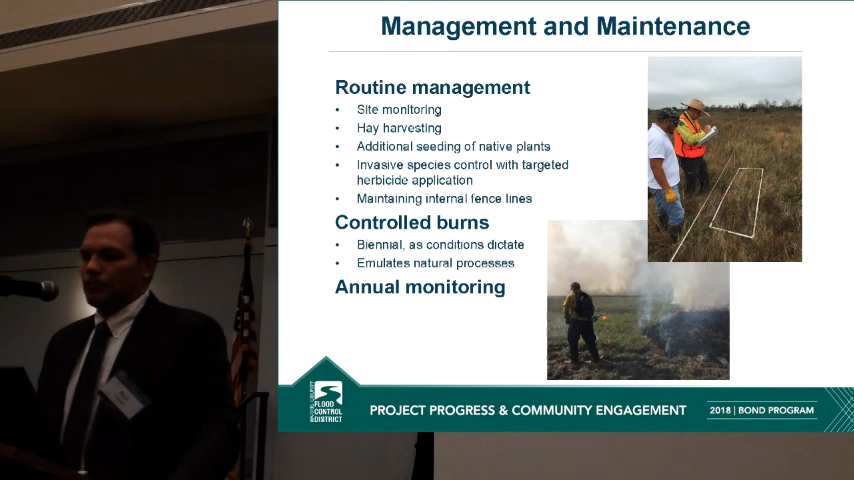 Management and Maintenance
Routine management
• Site monitoring
• Hay harvesting
• Additional seeding of native plants
• Invasive species control with targeted
herbicide application
• Maintaining internal fence lines
Controlled burns
• Biennial, as conditions dictate
• Emulates natural processes
Annual monitoring
FLOOD
CONTROL
DISTRICT
PROJECT PROGRESS & COMMUNITY ENGAGEMENT
2018 | BOND PROGRAM